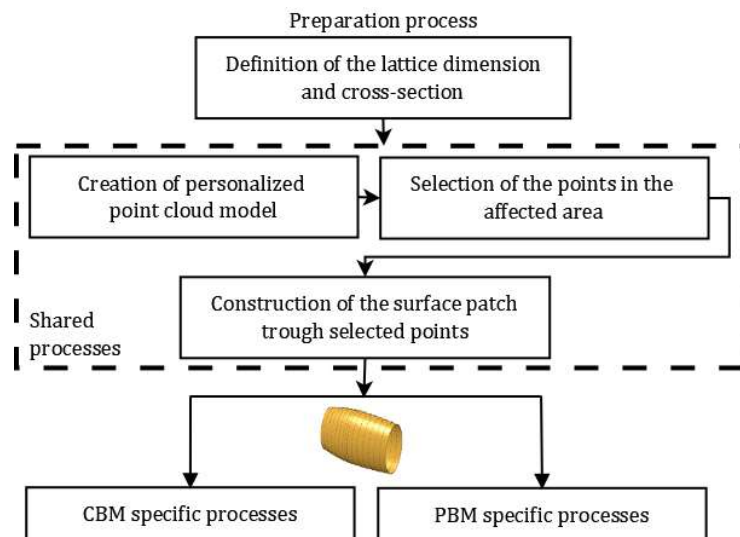 Preparation process
Definition of the lattice dimension
and cross-section
Creation of personalized
point cloud model
Selection of the points in the
affected area
Construction of the surface patch
trough selected points
Shared
processes
CBM specific processes
PBM specific processes